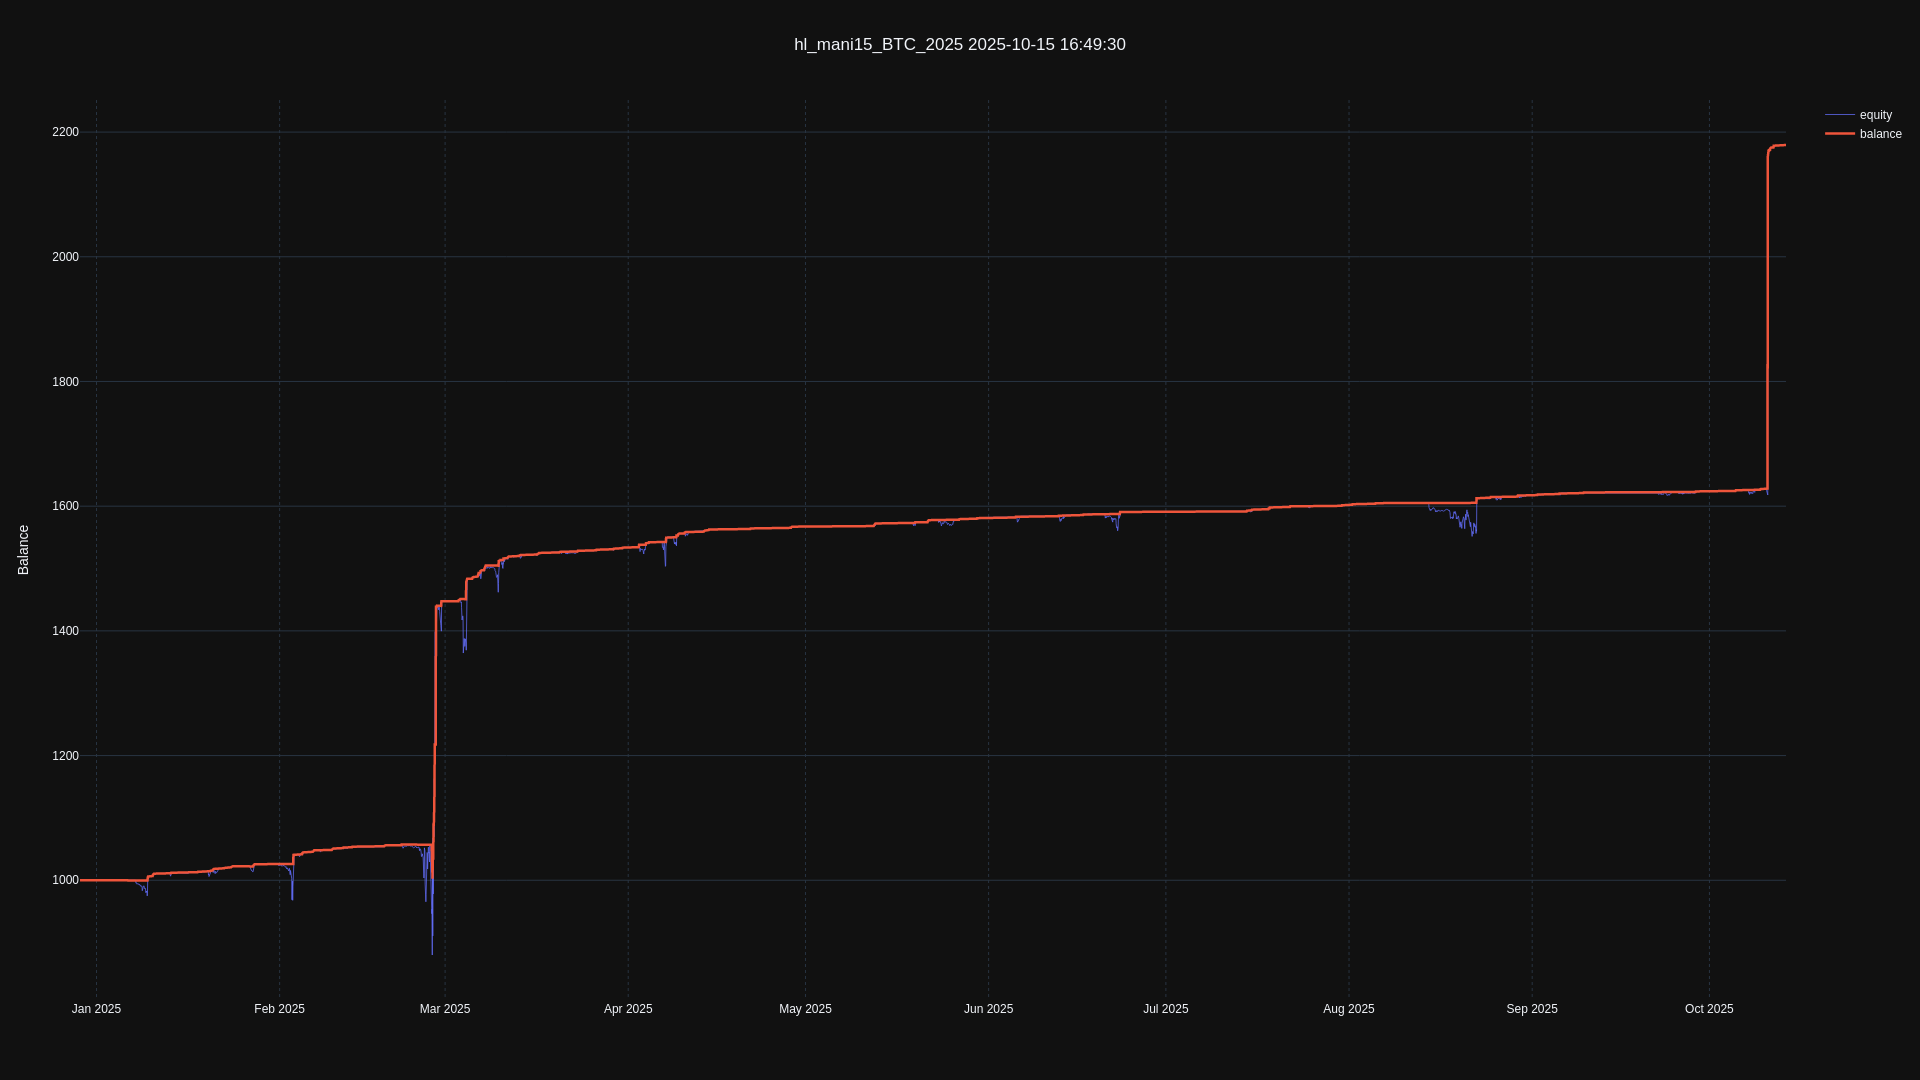 hl_mani15_BTC_2025 2025-10-15 16:49:30
equity
balance
2200
2000
1800
1600
1400
1200
1000
Balance
Jan 2025
Feb 2025
Mar 2025
Apr 2025
May 2025
Jun 2025
Jul 2025
Aug 2025
Sep 2025
Oct 2025